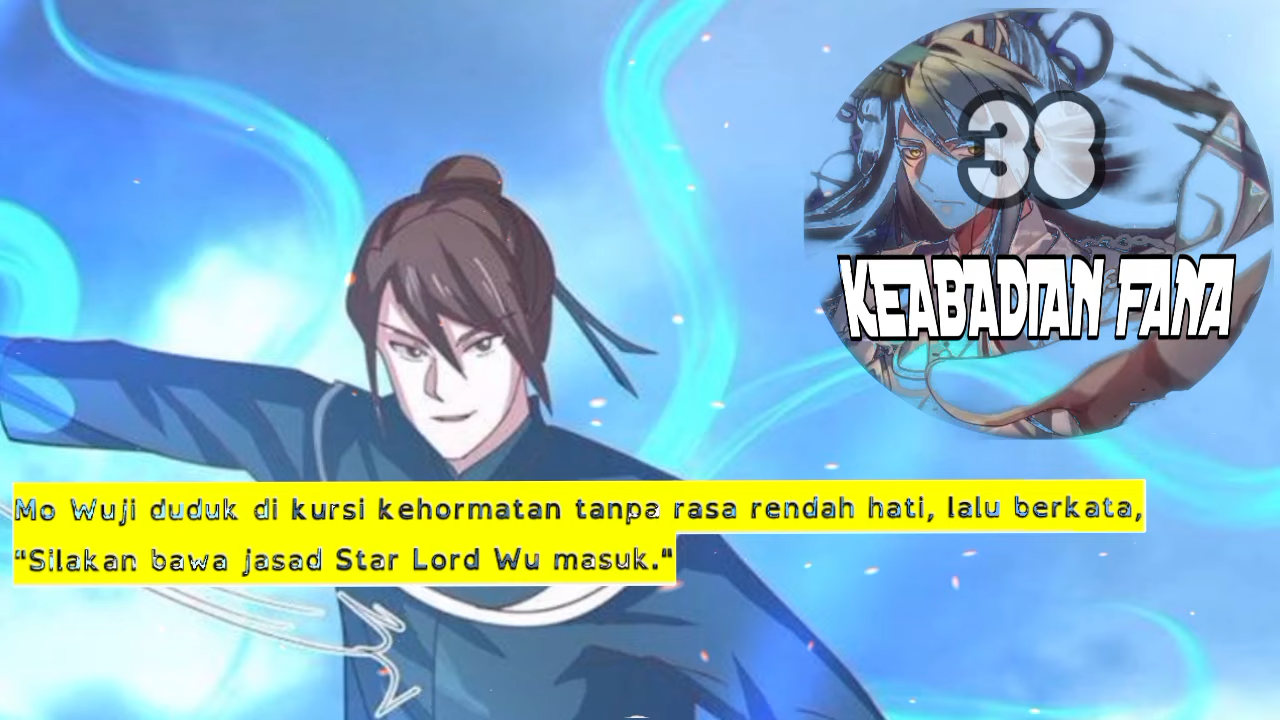 38
KEABADIAN FANA
Mo Wuji duduk di kursi kehormatan tanpa rasa rendah hati, lalu berkata,
"Silakan bawa jasad Star Lord Wu masuk."